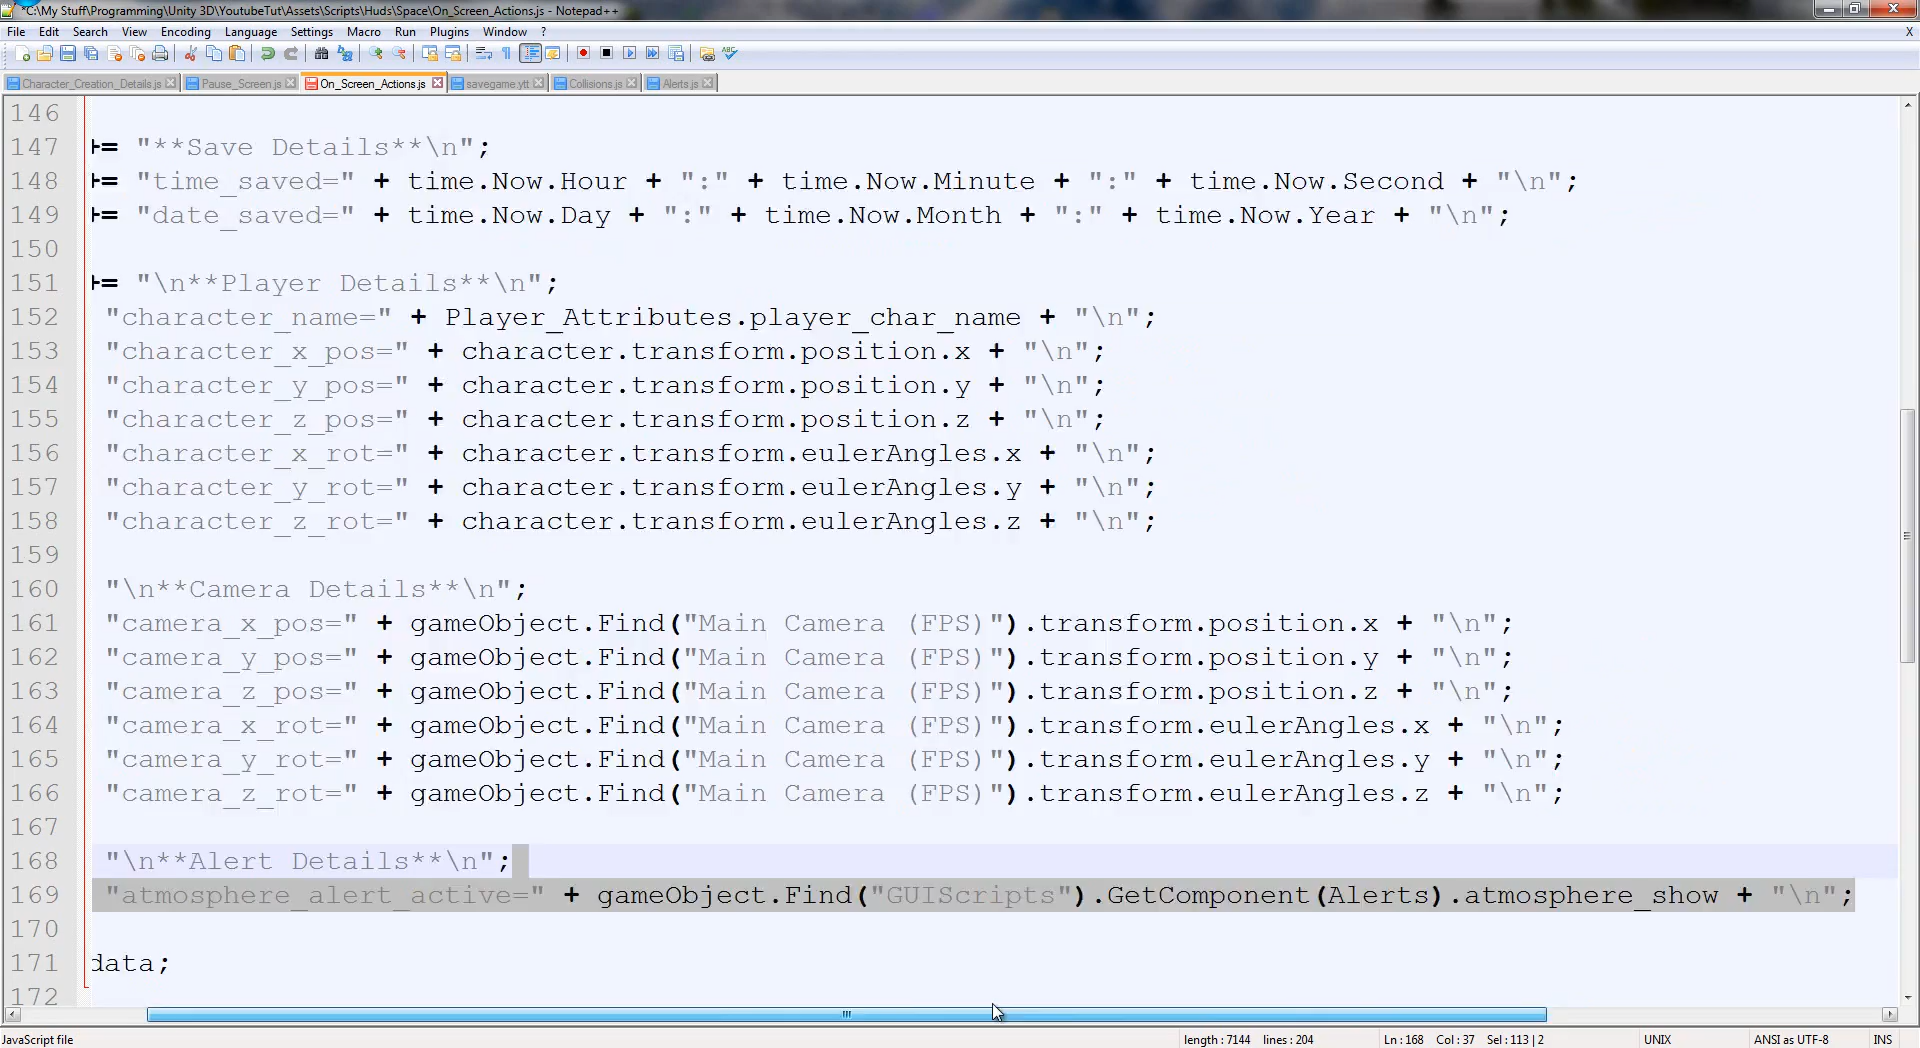 *C:\My Stuff\Programming\Unity 3D\YoutubeTut\Assets\Scripts\Huds\Space\On_Screen_Actions.js - Notepad++
File Edit Search View Encoding Language Settings Macro Run Plugins Window ? X
Character_Creation_Details.js Pause_Screen.js On_Screen_Actions.js savegame.ytt Collisions.js Alerts.js
146
147 += "**Save Details**\n";
148 += "time_saved=" + time.Now.Hour + ":" + time.Now.Minute + ":" + time.Now.Second + "\n";
149 += "date_saved=" + time.Now.Day + ":" + time.Now.Month + ":" + time.Now.Year + "\n";
150
151 += "\n**Player Details**\n";
152 "character_name=" + Player_Attributes.player_char_name + "\n";
153 "character_x_pos=" + character.transform.position.x + "\n";
154 "character_y_pos=" + character.transform.position.y + "\n";
155 "character_z_pos=" + character.transform.position.z + "\n";
156 "character_x_rot=" + character.transform.eulerAngles.x + "\n";
157 "character_y_rot=" + character.transform.eulerAngles.y + "\n";
158 "character_z_rot=" + character.transform.eulerAngles.z + "\n";
159
160 "\n**Camera Details**\n";
161 "camera_x_pos=" + gameObject.Find("Main Camera (FPS)").transform.position.x + "\n";
162 "camera_y_pos=" + gameObject.Find("Main Camera (FPS)").transform.position.y + "\n";
163 "camera_z_pos=" + gameObject.Find("Main Camera (FPS)").transform.position.z + "\n";
164 "camera_x_rot=" + gameObject.Find("Main Camera (FPS)").transform.eulerAngles.x + "\n";
165 "camera_y_rot=" + gameObject.Find("Main Camera (FPS)").transform.eulerAngles.y + "\n";
166 "camera_z_rot=" + gameObject.Find("Main Camera (FPS)").transform.eulerAngles.z + "\n";
167
168 "\n**Alert Details**\n";
169 "atmosphere_alert_active=" + gameObject.Find("GUIScripts").GetComponent(Alerts).atmosphere_show + "\n";
170
171 data;
172
JavaScript file length : 7144 lines : 204 Ln : 168 Col : 37 Sel : 113 | 2 UNIX ANSI as UTF-8 INS